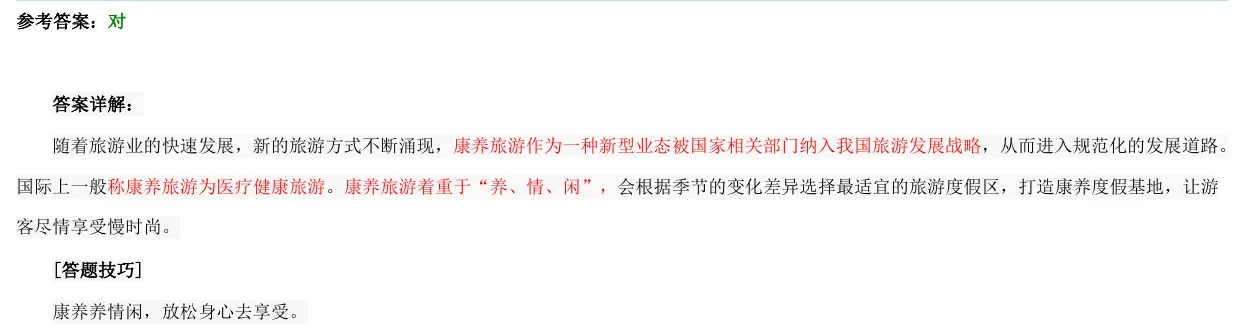 参考答案：对
答案详解：
随着旅游业的快速发展，新的旅游方式不断涌现，康养旅游作为一种新型业态被国家相关部门纳入我国旅游发展战略，从而进入规范化的发展道路。
国际上一般称康养旅游为医疗健康旅游。康养旅游着重于“养、情、闲”，会根据季节的变化差异选择最适宜的旅游度假区，打造康养度假基地，让游
客尽情享受慢时尚。
[答题技巧]
康养养情闲，放松身心去享受。